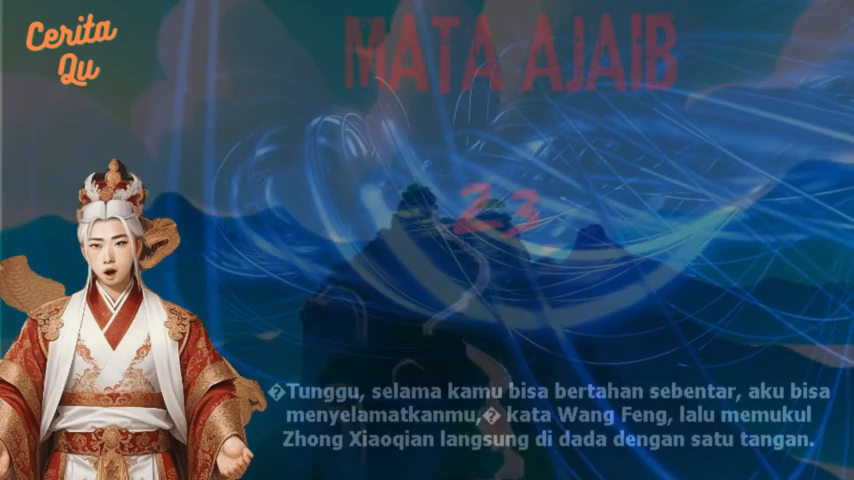 Cerita
Qu
MATA AJAIB
23
�Tunggu, selama kamu bisa bertahan sebentar, aku bisa
menyelamatkanmu,� kata Wang Feng, lalu memukul
Zhong Xiaoqian langsung di dada dengan satu tangan.